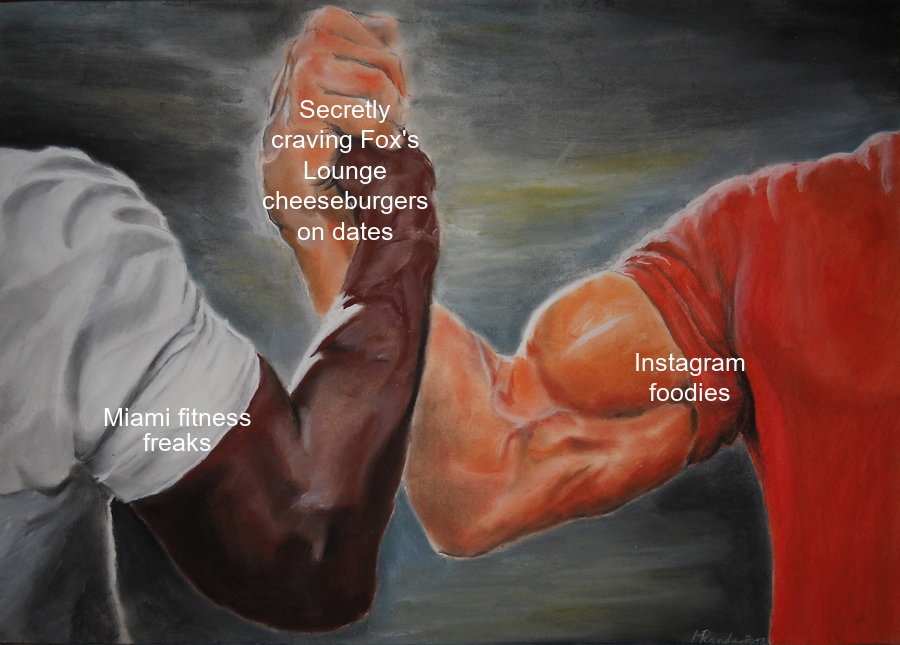 Secretly
craving Fox's
Lounge
cheeseburgers
on dates
Instagram
foodies
Miami fitness
freaks